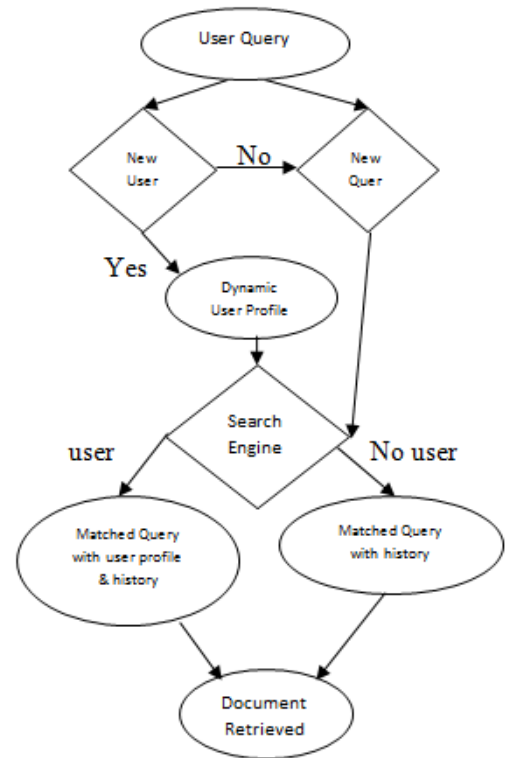 User Query
New
User
No
New
Quer
Yes
Dynamic
User Profile
Search
Engine
user
No user
Matched Query
with user profile
& history
Matched Query
with history
Document
Retrieved